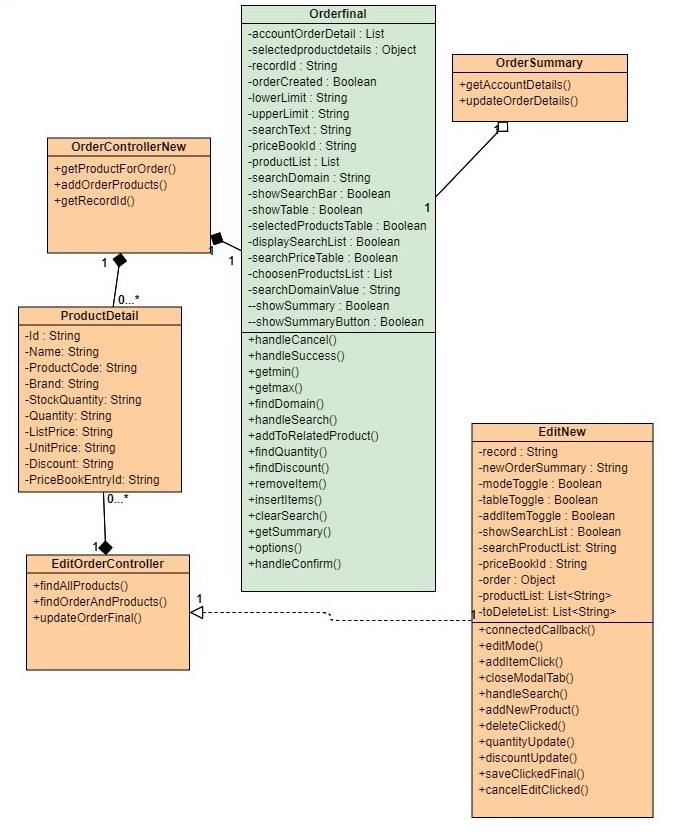 Orderfinal
-accountOrderDetail : List
-selectedproductdetails : Object
-recordId : String
-orderCreated : Boolean
-lowerLimit : String
-upperLimit : String
-searchText : String
-priceBookId : String
-productList : List
-searchDomain : String
-showSearchBar : Boolean
-showTable : Boolean
-selectedProductsTable : Boolean
-displaySearchList : Boolean
-searchPriceTable : Boolean
-choosenProductsList : List
-searchDomainValue : String
--showSummary : Boolean
--showSummaryButton : Boolean
+handleCancel()
+handleSuccess()
+getmin()
+getmax()
+findDomain()
+handleSearch()
+addToRelatedProduct()
+findQuantity()
+findDiscount()
+removeItem()
+insertItems()
+clearSearch()
+getSummary()
+options()
+handleConfirm()
OrderSummary
+getAccountDetails()
+updateOrderDetails()
1
1
OrderControllerNew
+getProductForOrder()
+addOrderProducts()
+getRecordId()
1
1
1
0...*
ProductDetail
-Id : String
-Name: String
-ProductCode: String
-Brand: String
-StockQuantity: String
-Quantity: String
-ListPrice: String
-UnitPrice: String
-Discount: String
-PriceBookEntryId: String
0...*
1
EditOrderController
+findAllProducts()
+findOrderAndProducts()
+updateOrderFinal()
1
1
EditNew
-record : String
-newOrderSummary : String
-modeToggle : Boolean
-tableToggle : Boolean
-addItemToggle : Boolean
-showSearchList : Boolean
-searchProductList: String
-priceBookId : String
-order : Object
-productList: List<String>
-toDeleteList: List<String>
+connectedCallback()
+editMode()
+addItemClick()
+closeModalTab()
+handleSearch()
+addNewProduct()
+deleteClicked()
+quantityUpdate()
+discountUpdate()
+saveClickedFinal()
+cancelEditClicked()